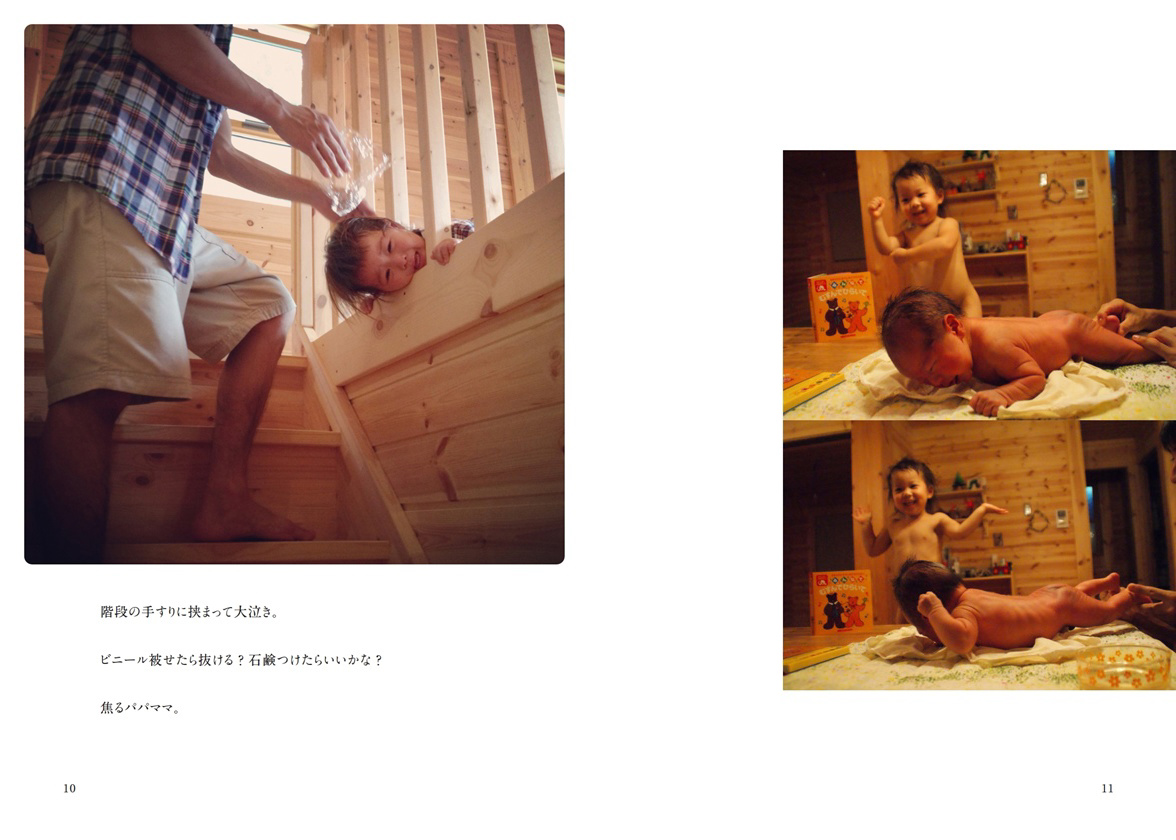 階段の手すりに挟まって大泣き。
ビニール被せたら抜ける？石鹸つけたらいいかな？
焦るパパママ。
10
11